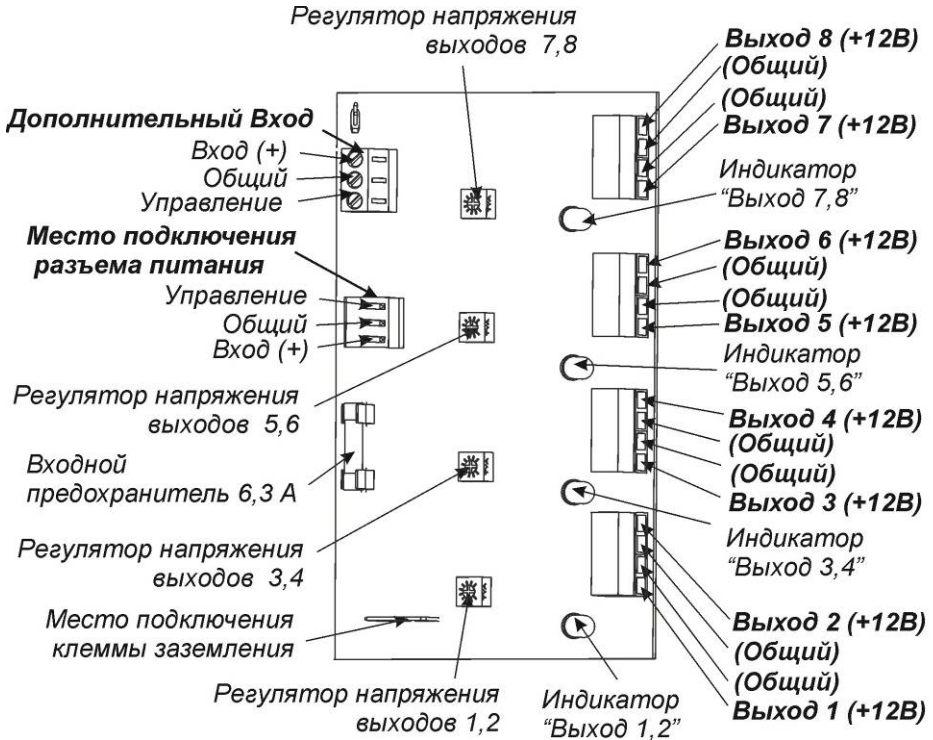 Регулятор напряжения
выходов 7,8
Дополнительный Вход
Вход (+)
Общий
Управление
Место подключения
разъема питания
Управление
Общий
Вход (+)
Регулятор напряжения
выходов 5,6
Входной
предохранитель 6,3 А
Регулятор напряжения
выходов 3,4
Место подключения
клеммы заземления
Регулятор напряжения
выходов 1,2
Выход 8 (+12В)
(Общий)
(Общий)
Выход 7 (+12В)
Индикатор
“Выход 7,8”
Выход 6 (+12В)
(Общий)
(Общий)
Выход 5 (+12В)
Индикатор
“Выход 5,6”
Выход 4 (+12В)
(Общий)
(Общий)
Выход 3 (+12В)
Индикатор
“Выход 3,4”
Выход 2 (+12В)
(Общий)
(Общий)
Выход 1 (+12В)
Индикатор
“Выход 1,2”